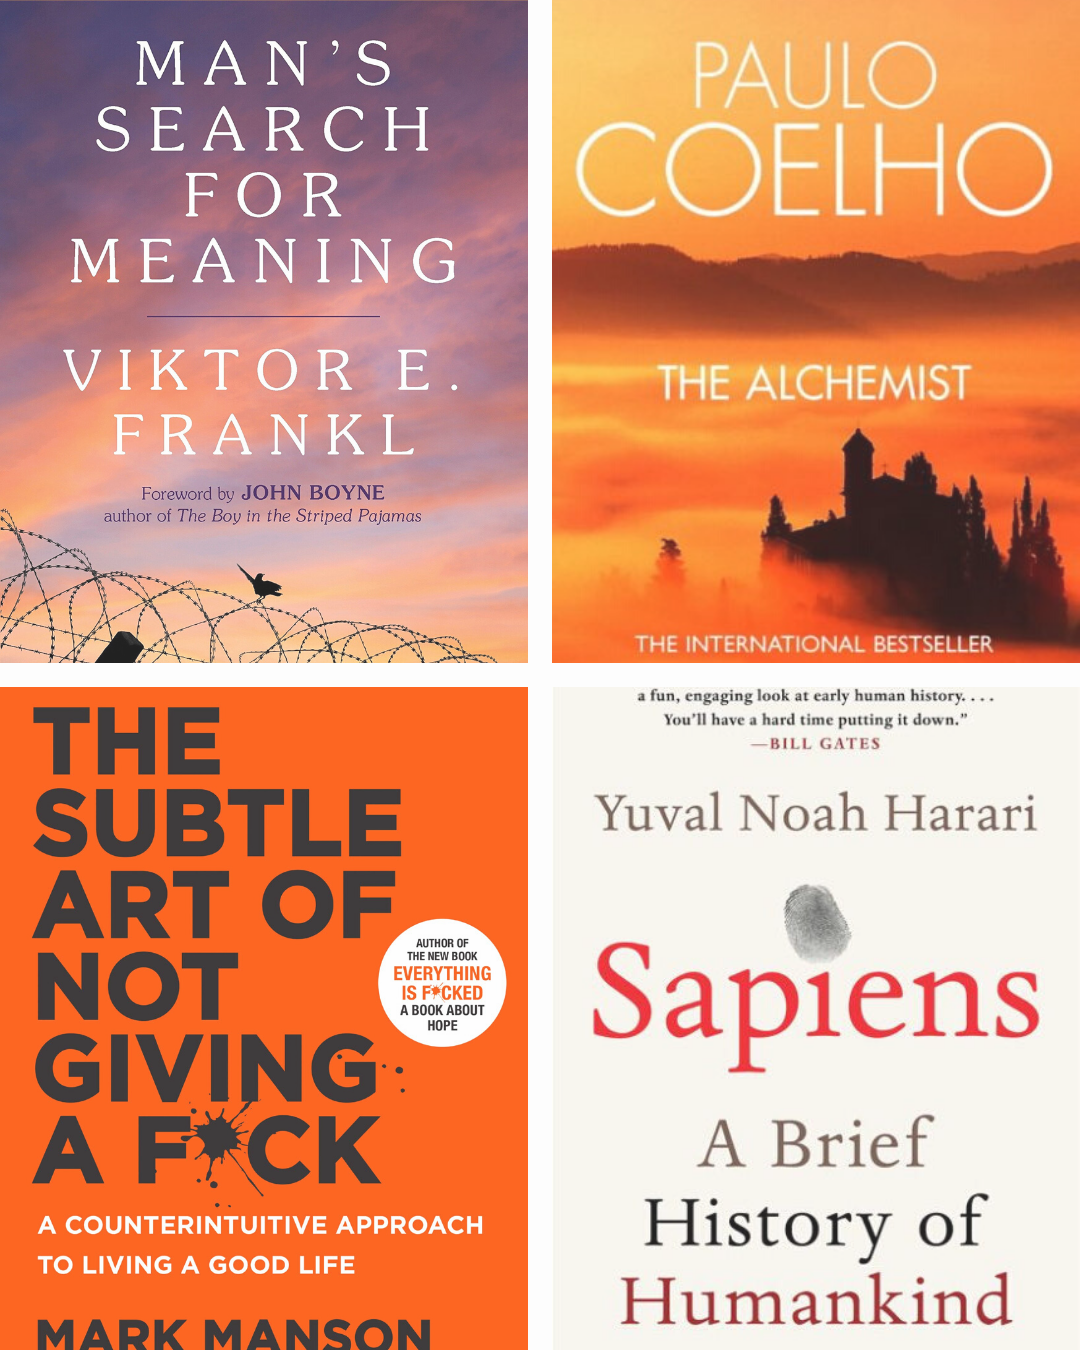 MAN'S
SEARCH
FOR
MEANING
VIKTOR E.
FRANKL
Foreword by JOHN BOYNE
author of The Boy in the Striped Pajamas
PAULO
COELHO
THE ALCHEMIST
THE INTERNATIONAL BESTSELLER
THE
SUBTLE
ART OF
NOT
GIVING
A F*CK
AUTHOR OF
THE NEW BOOK
EVERYTHING
IS F*CKED
A BOOK ABOUT
HOPE
A COUNTERINTUITIVE APPROACH
TO LIVING A GOOD LIFE
MARK MANSON
a fun, engaging look at early human history. . . .
You'll have a hard time putting it down."
—BILL GATES
Yuval Noah Harari
Sapiens
A Brief
History of
Humankind